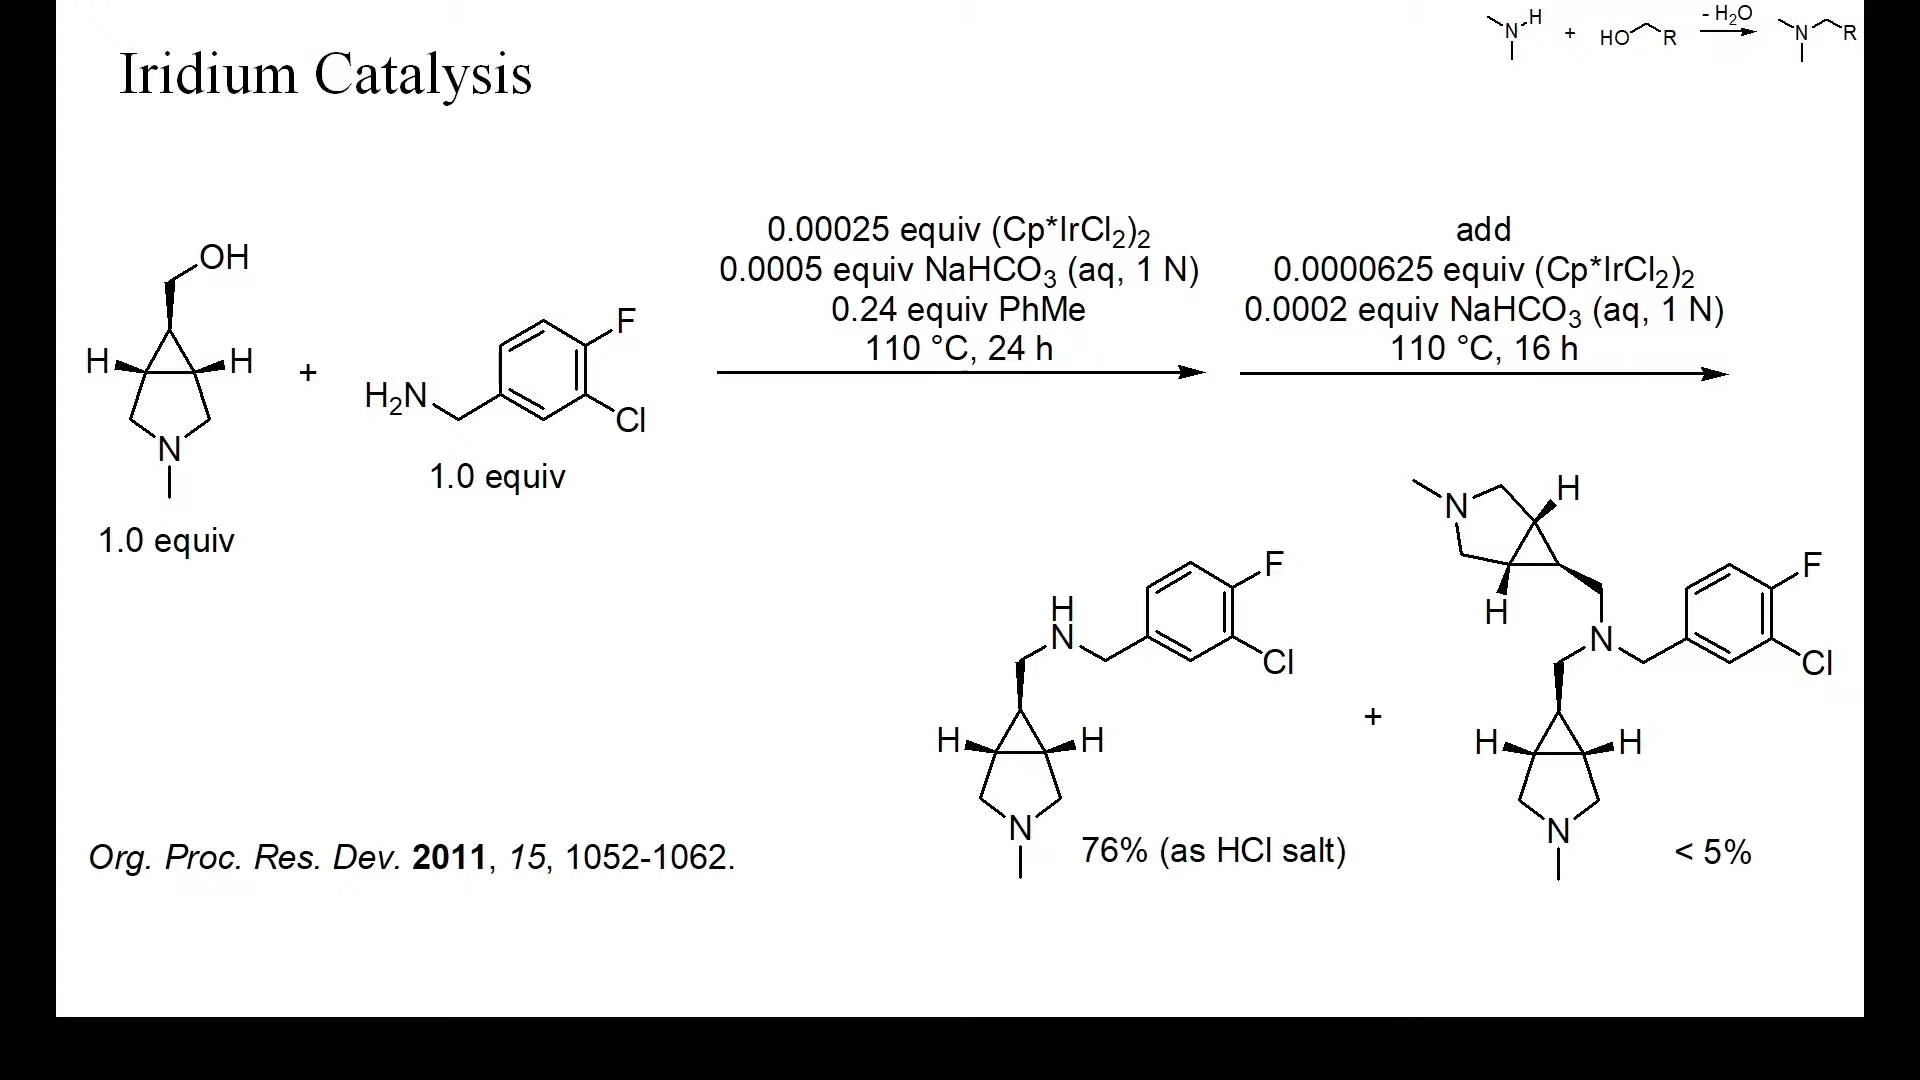 Iridium Catalysis
N H + HO R - H₂O N R
OH
H H
N
1.0 equiv
+
H₂N F Cl
1.0 equiv
0.00025 equiv (Cp*IrCl₂)₂
0.0005 equiv NaHCO₃ (aq, 1 N)
0.24 equiv PhMe
110 °C, 24 h
add
0.0000625 equiv (Cp*IrCl₂)₂
0.0002 equiv NaHCO₃ (aq, 1 N)
110 °C, 16 h
F
H
N
Cl
H H
N
76% (as HCl salt)
+
N H
H
F
N
Cl
H H
N
< 5%
Org. Proc. Res. Dev. 2011, 15, 1052-1062.